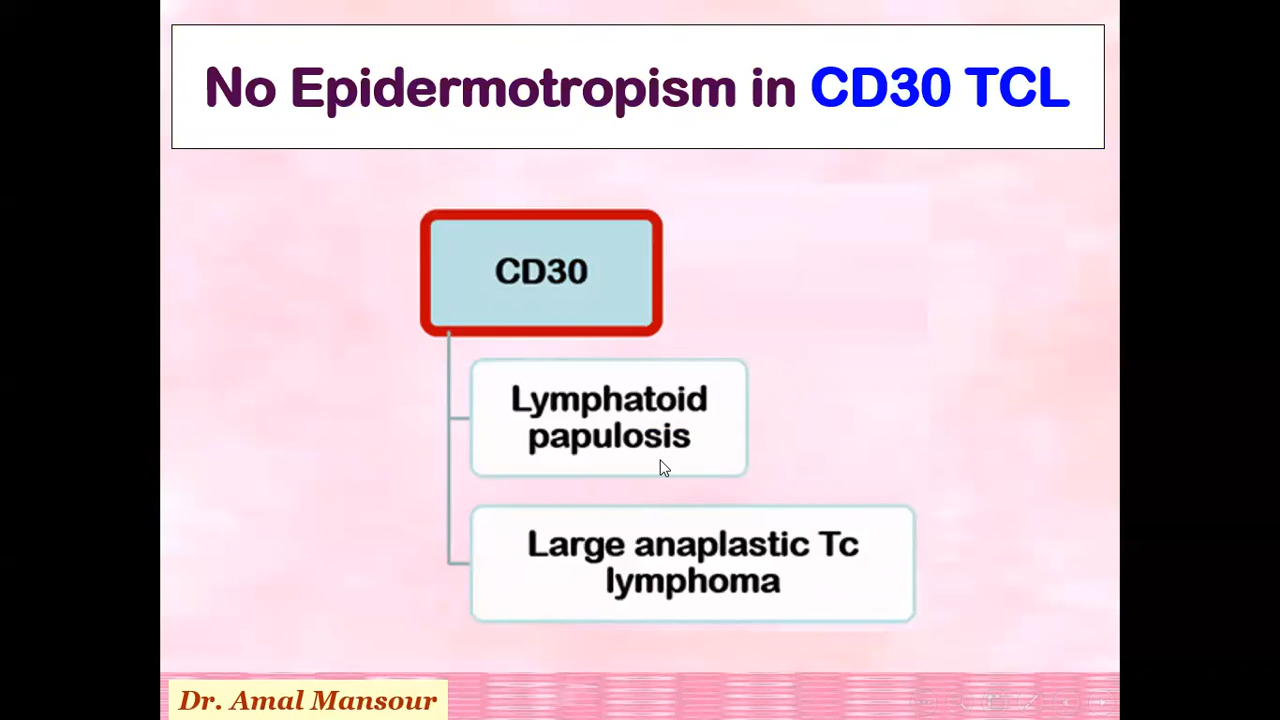 No Epidermotropism in CD30 TCL
CD30
Lymphatoid
papulosis
Large anaplastic Tc
lymphoma
Dr. Amal Mansour